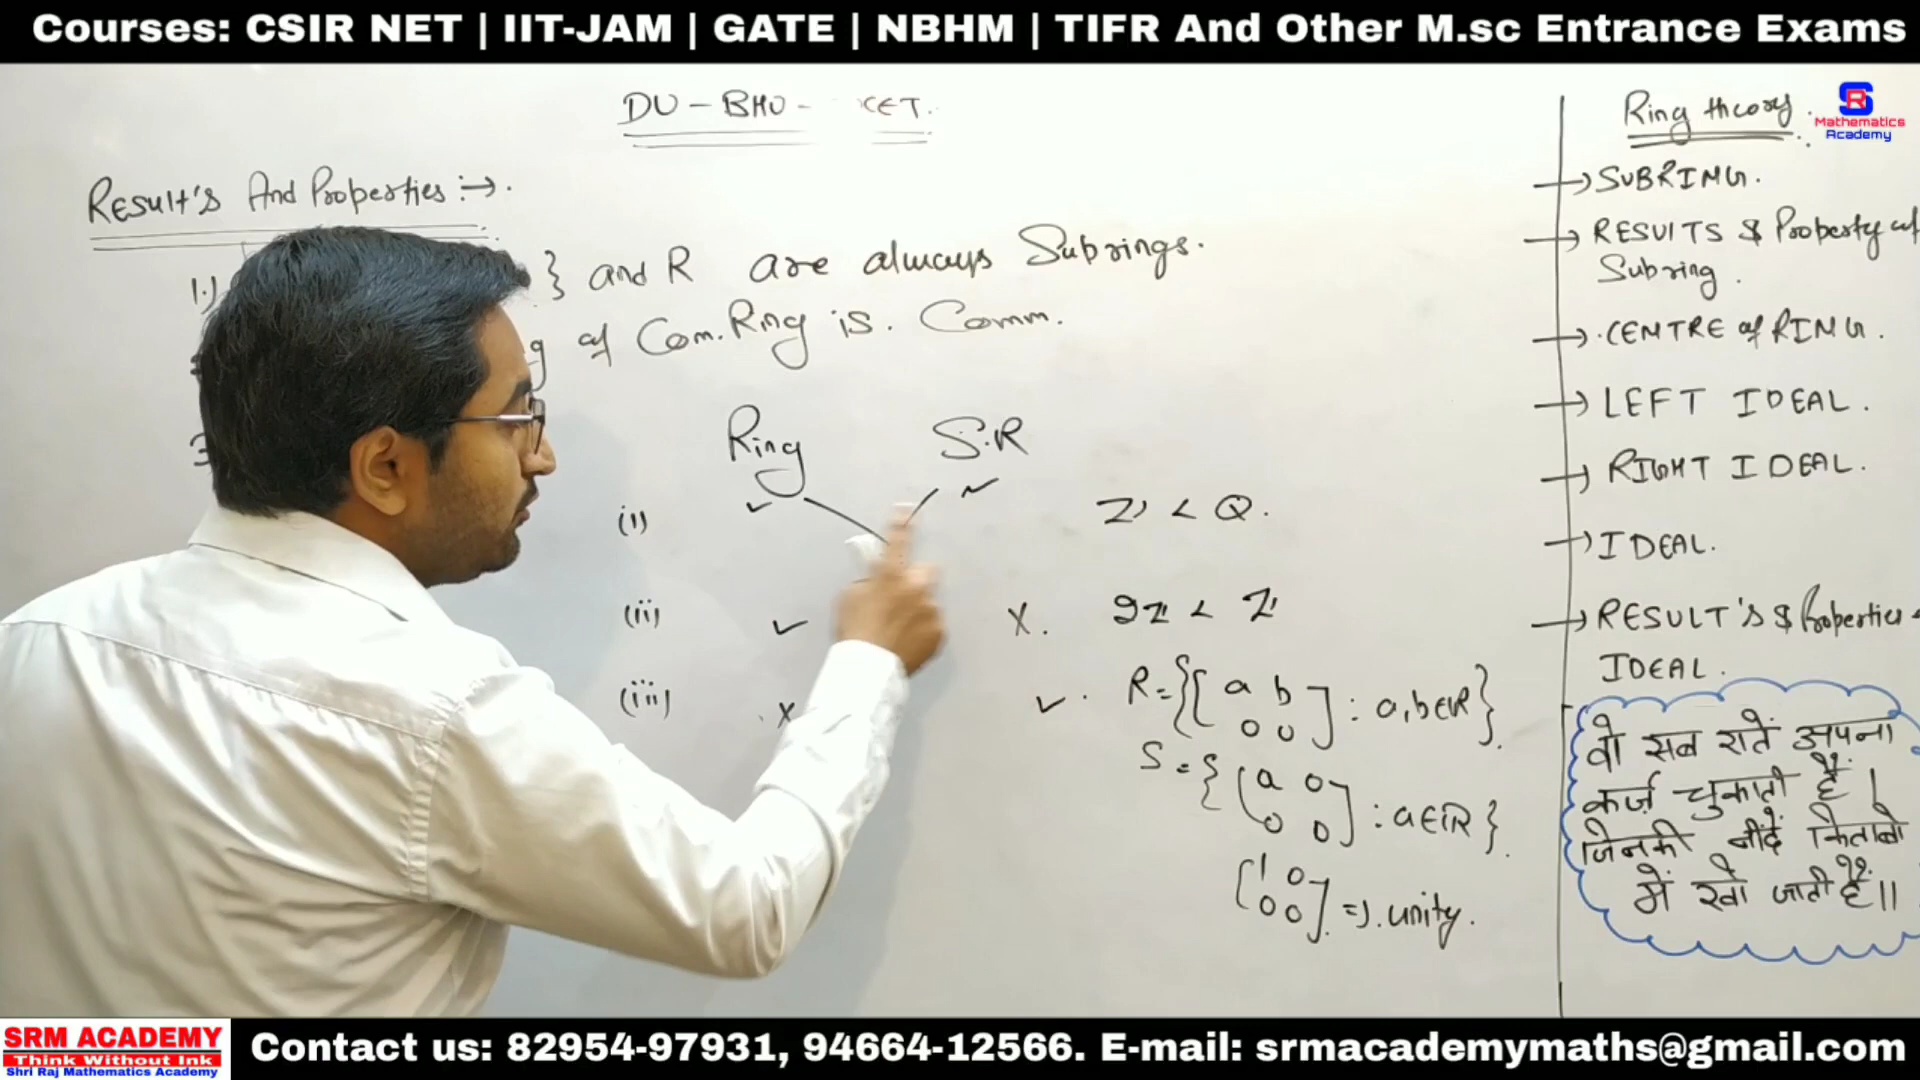 Courses: CSIR NET | IIT-JAM | GATE | NBHM | TIFR And Other M.sc Entrance Exams
DU - BHU - CET.
RESult's And Properties :→.
1.) } and R are always Subrings.
of Com. Ring is. Comm.
Ring S.R
(i) ✓ ✓ Z < Q.
(ii) ✓ X. 2Z < Z
(iii) X ✓. R = {[a b
0 0] : a, b ∈ R}.
S = {[a 0
0 0] : a ∈ R}.
[1 0
0 0] ⇒ unity.
Ring theory.
→ SUBRING.
→ RESULTS & Property of
Subring.
→ CENTRE of RING.
→ LEFT IDEAL.
→ RIGHT IDEAL.
→ IDEAL.
→ RESULT'S & Properties
IDEAL.
वो सब रातें अपना
कर्ज चुकाती हैं।
जिनकी नींदें किताबो
में खो जाती हैं॥
SR
Mathematics
Academy
SRM ACADEMY
Think Without Ink
Shri Raj Mathematics Academy
Contact us: 82954-97931, 94664-12566. E-mail: srmacademymaths@gmail.com